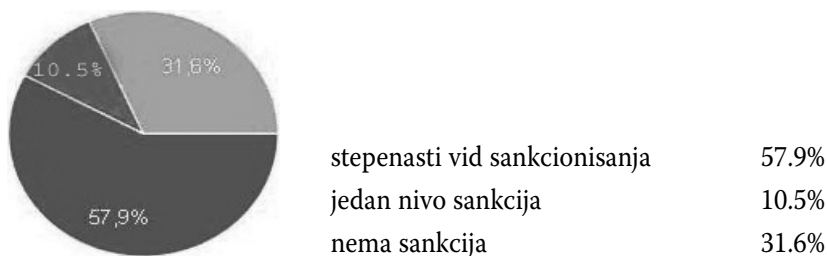 10.5%
31,6%
57,9%
stepenasti vid sankcionisanja 57.9%
jedan nivo sankcija 10.5%
nema sankcija 31.6%